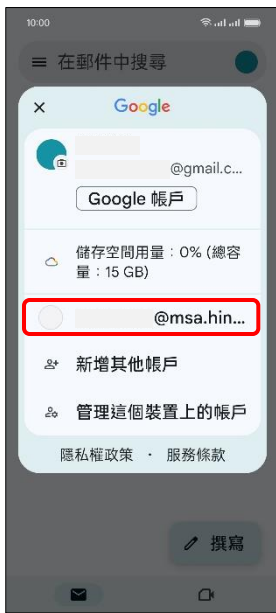 10:00
在郵件中搜尋
Google
@gmail.c...
Google 帳戶
儲存空間用量：0% (總容
量：15 GB)
@msa.hin...
新增其他帳戶
管理這個裝置上的帳戶
隱私權政策 · 服務條款
撰寫